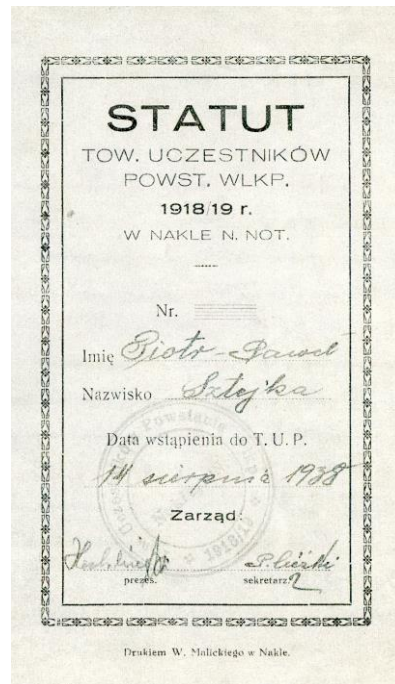 STATUT
TOW. UCZESTNIKÓW
POWST. WLKP.
1918/19 r.
W NAKLE N. NOT.
Nr.
Imię Piotr-Paweł
Nazwisko Sztejka
Data wstąpienia do T. U. P.
14 sierpnia 1938
Zarząd:
prezes. sekretarz.
Drukiem W. Malickiego w Nakle.